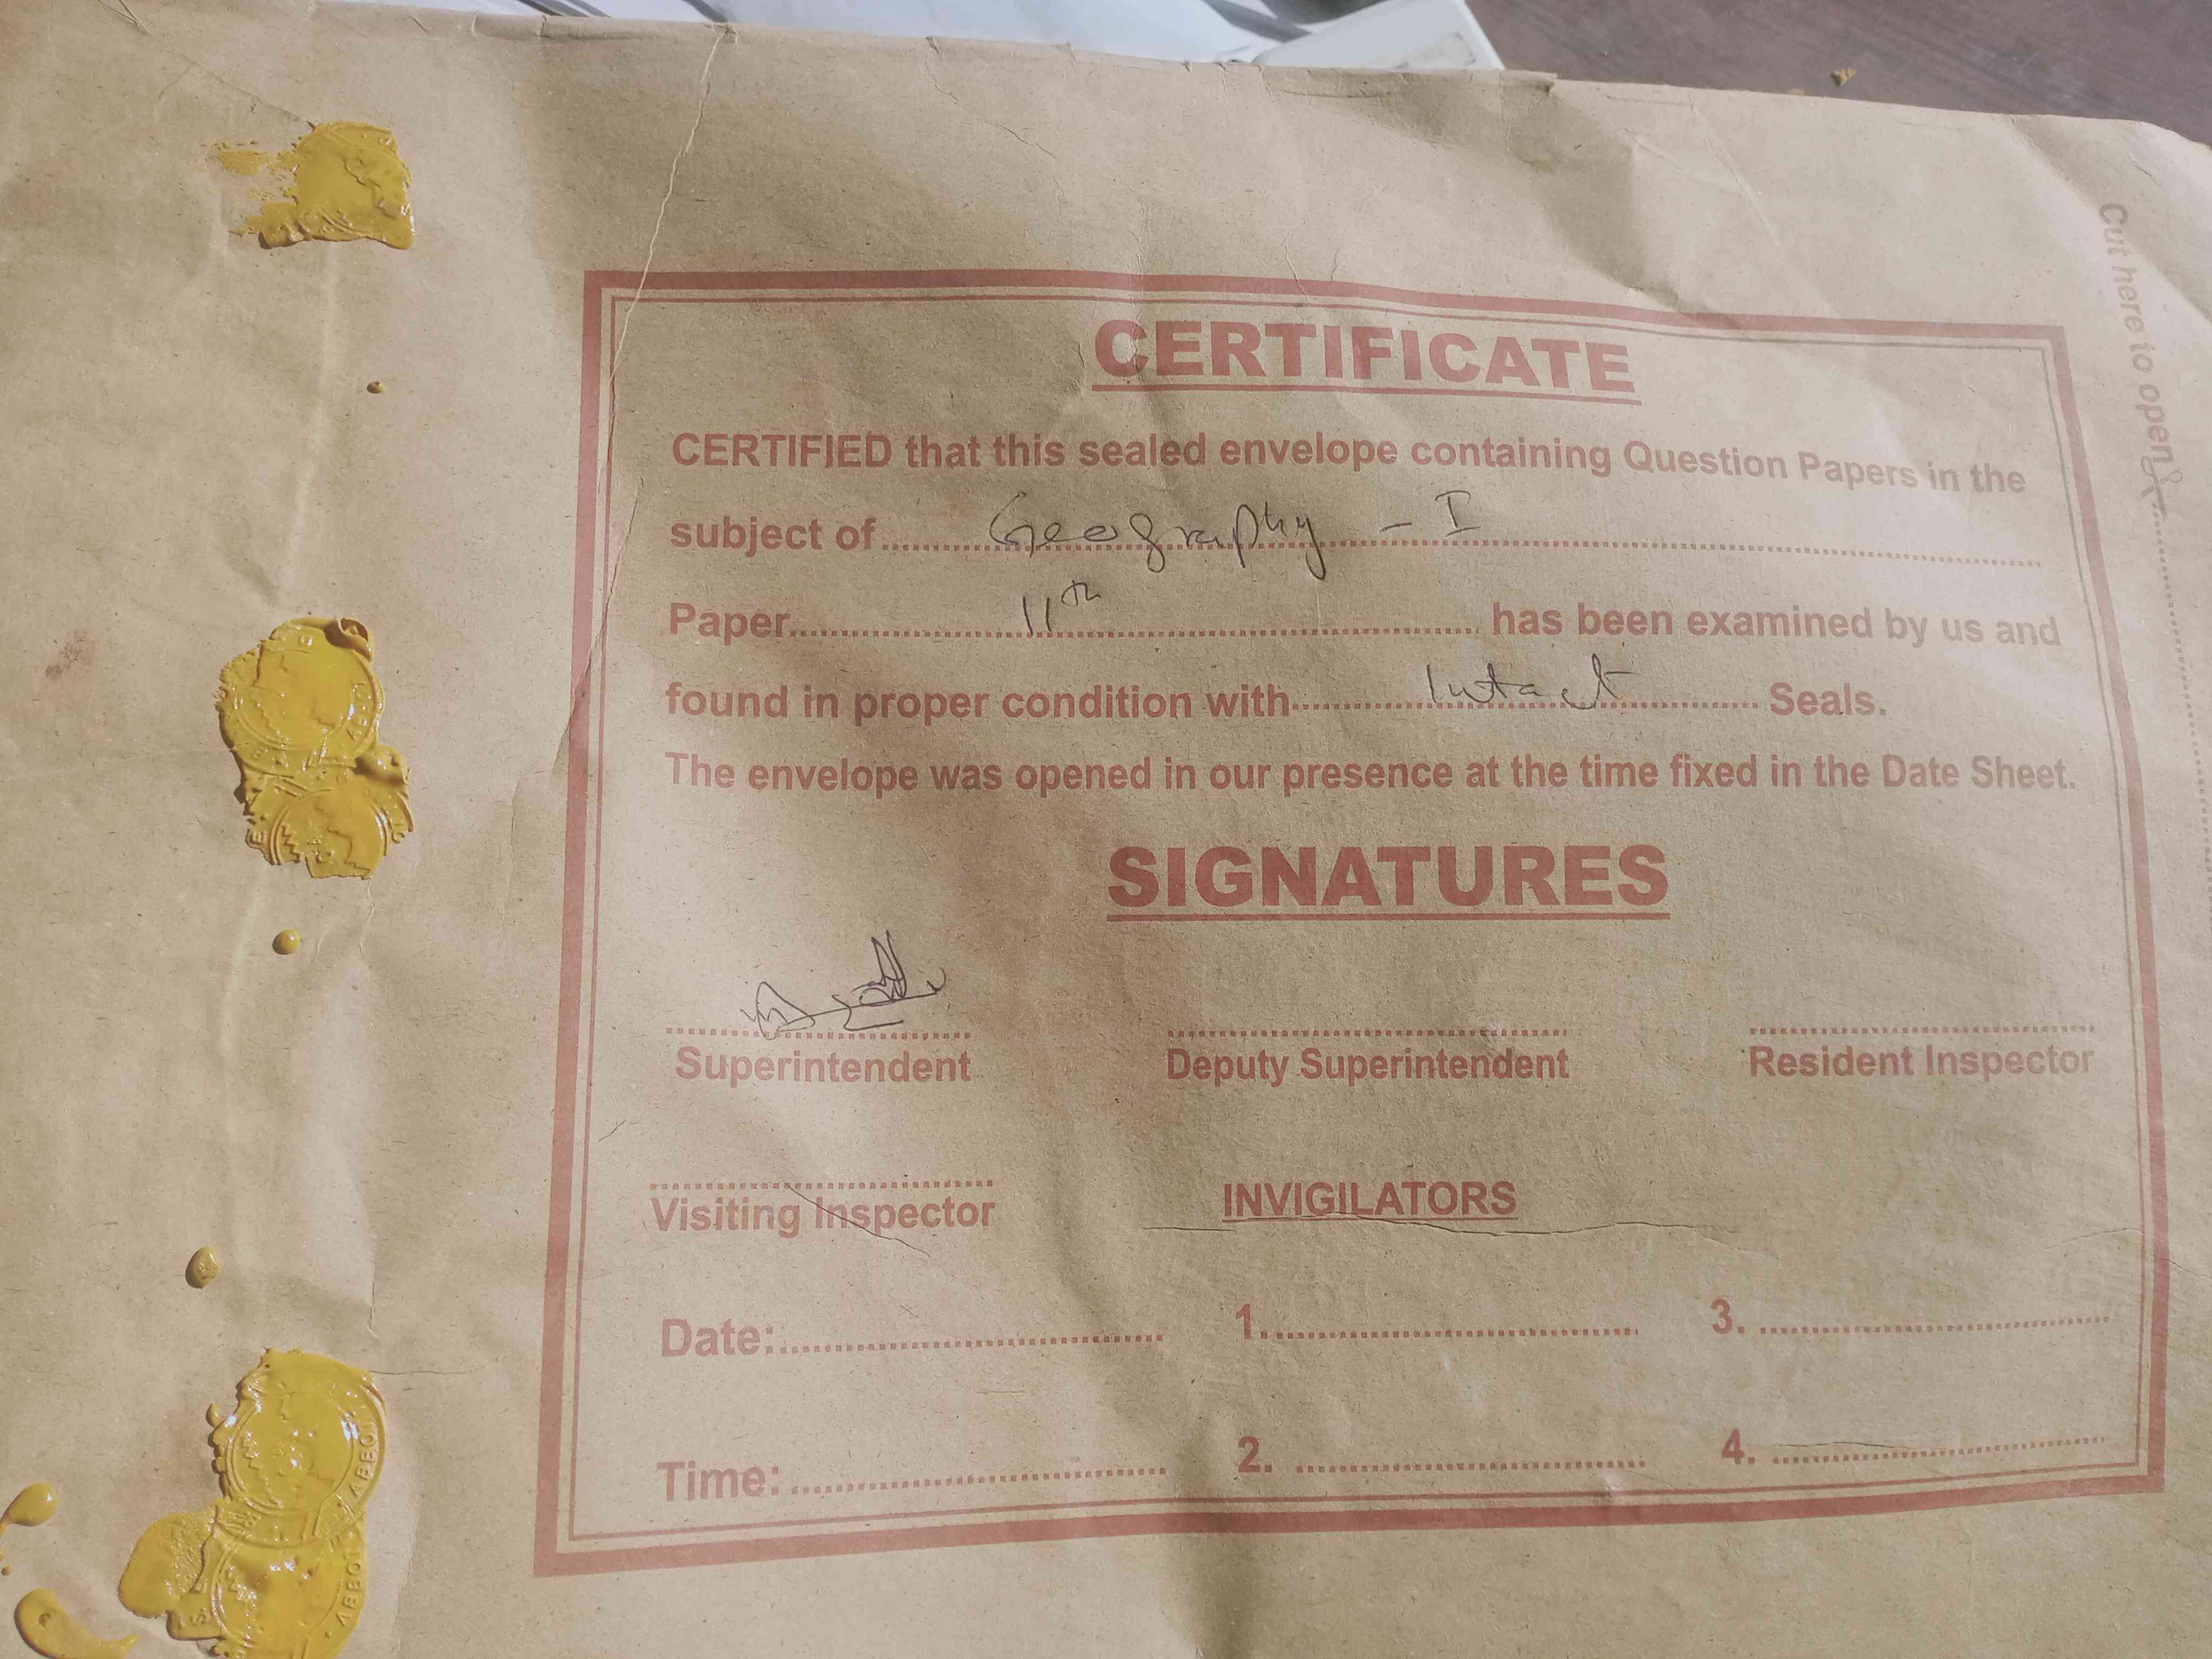 Cut here to open
CERTIFICATE
CERTIFIED that this sealed envelope containing Question Papers in the
subject of Geography - I
Paper 11th has been examined by us and
found in proper condition with Intact Seals.
The envelope was opened in our presence at the time fixed in the Date Sheet.
SIGNATURES
Superintendent Deputy Superintendent Resident Inspector
Visiting Inspector INVIGILATORS
Date: 1. 3.
Time: 2. 4.